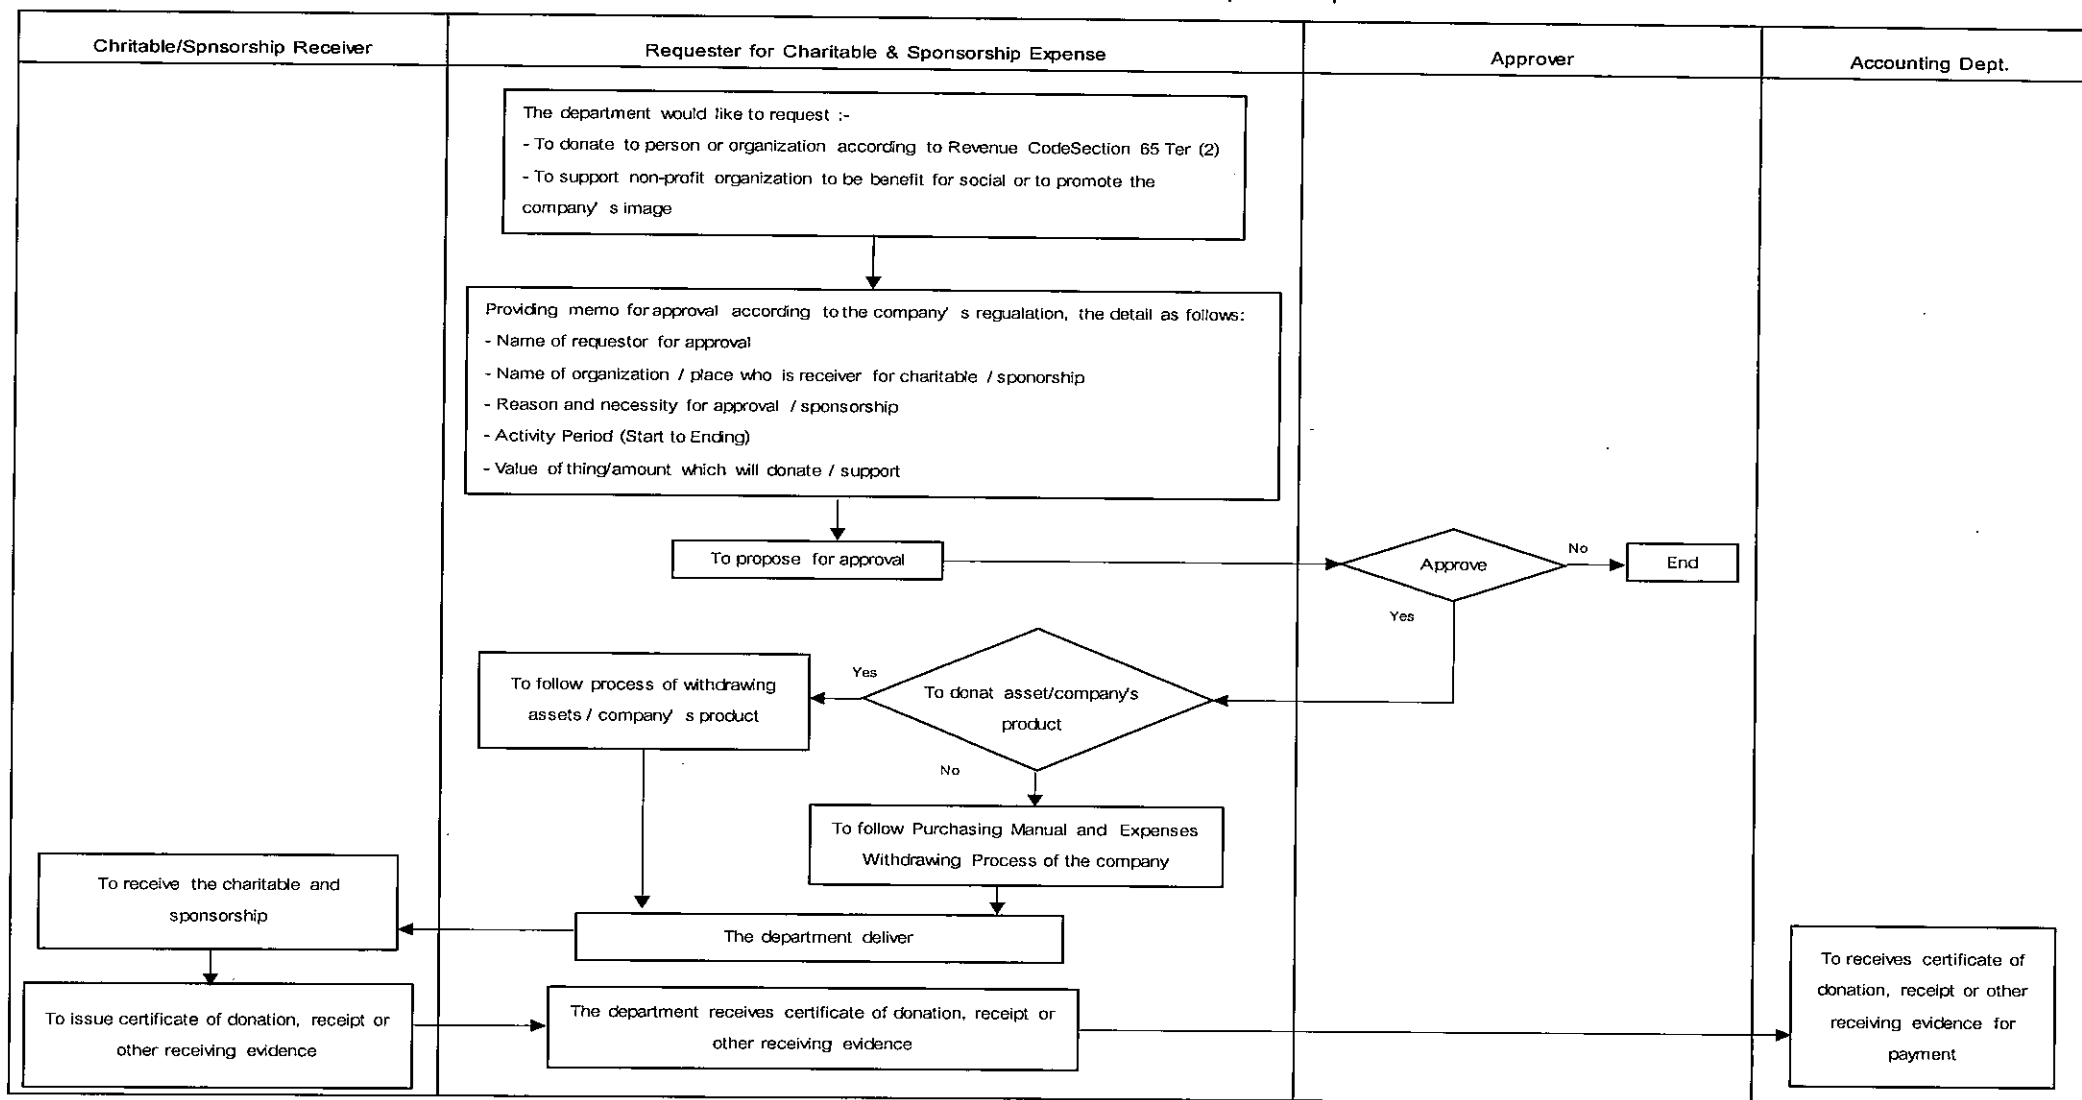 Chritable/Spnsorship Receiver
Requester for Charitable & Sponsorship Expense
Approver
Accounting Dept.
The department would like to request :-
- To donate to person or organization according to Revenue CodeSection 65 Ter (2)
- To support non-profit organization to be benefit for social or to promote the
company' s image
Providing memo for approval according to the company' s regualation, the detail as follows:
- Name of requestor for approval
- Name of organization / place who is receiver for charitable / sponorship
- Reason and necessity for approval / sponsorship
- Activity Period (Start to Ending)
- Value of thing/amount which will donate / support
To propose for approval
Approve
No
End
Yes
To donat asset/company's
product
Yes
To follow process of withdrawing
assets / company' s product
No
To follow Purchasing Manual and Expenses
Withdrawing Process of the company
The department deliver
To receive the charitable and
sponsorship
To issue certificate of donation, receipt or
other receiving evidence
The department receives certificate of donation, receipt or
other receiving evidence
To receives certificate of
donation, receipt or other
receiving evidence for
payment